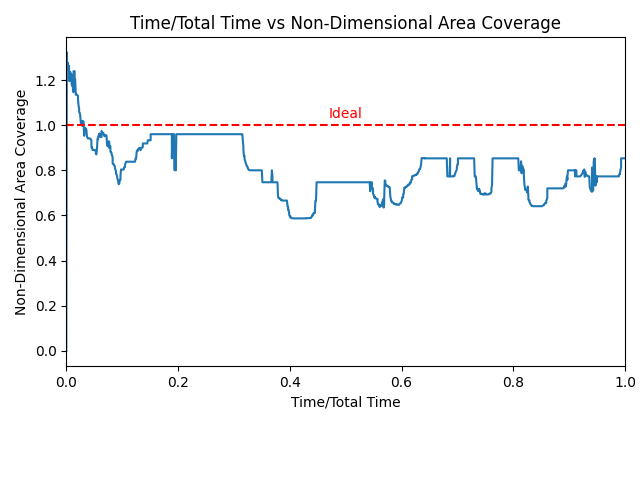 Time/Total Time vs Non-Dimensional Area Coverage
Non-Dimensional Area Coverage
1.2
1.0
0.8
0.6
0.4
0.2
0.0
Ideal
0.0 0.2 0.4 0.6 0.8 1.0
Time/Total Time